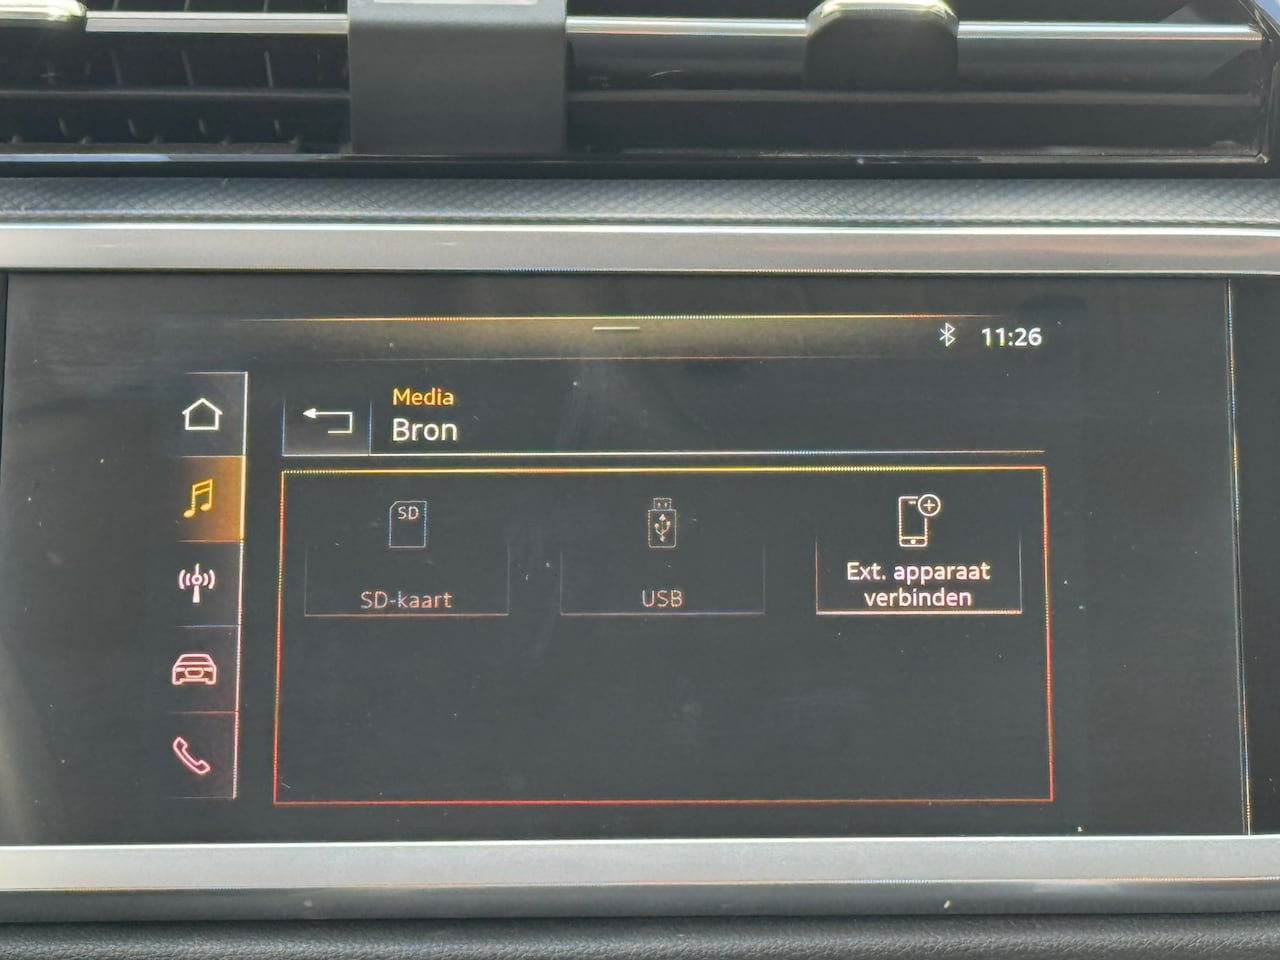 11:26
Media
Bron
SD
SD-kaart
USB
Ext. apparaat
verbinden